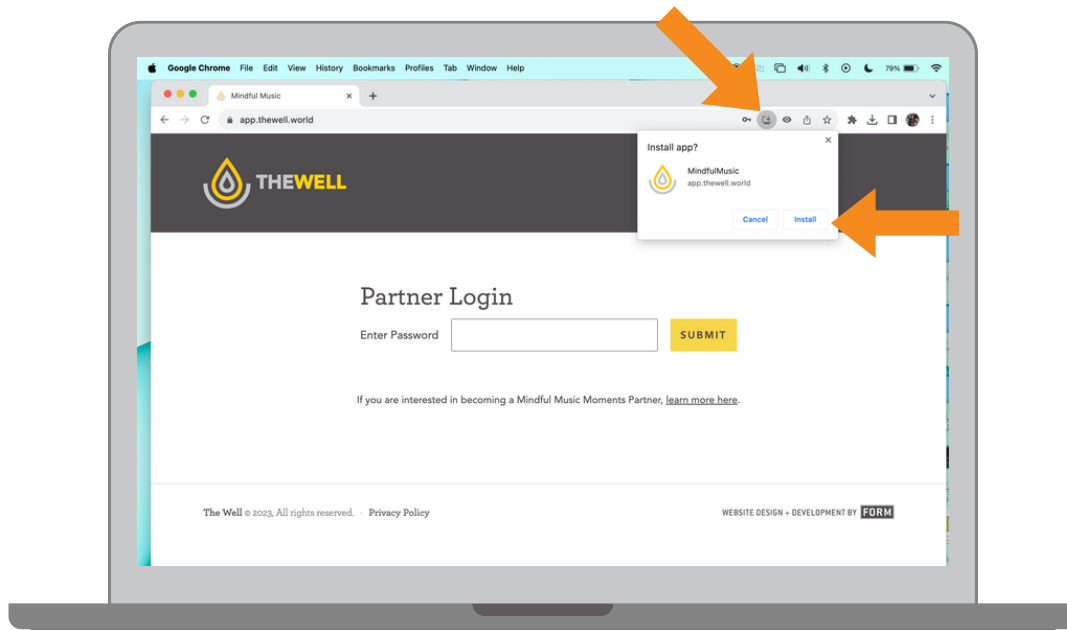 Google Chrome File Edit View History Bookmarks Profiles Tab Window Help 79%
Mindful Music
app.thewell.world
Install app?
MindfulMusic
app.thewell.world
Cancel Install
THEWELL
Partner Login
Enter Password SUBMIT
If you are interested in becoming a Mindful Music Moments Partner, learn more here.
The Well © 2023, All rights reserved. · Privacy Policy
WEBSITE DESIGN + DEVELOPMENT BY FORM